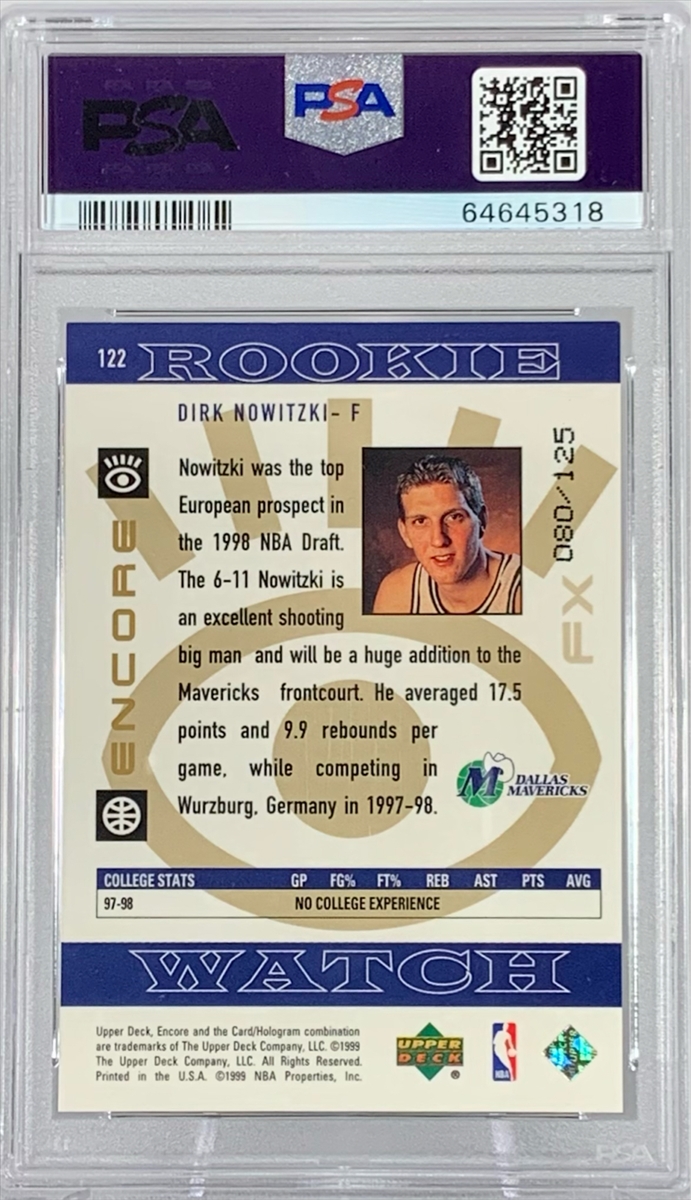 PSA
PSA
64645318
122 ROOKIE
DIRK NOWITZKI- F
Nowitzki was the top
European prospect in
the 1998 NBA Draft.
The 6-11 Nowitzki is
an excellent shooting
big man and will be a huge addition to the
Mavericks frontcourt. He averaged 17.5
points and 9.9 rebounds per
game, while competing in
Wurzburg, Germany in 1997-98.
ENCORE
080/125
FX
M DALLAS
MAVERICKS
COLLEGE STATS GP FG% FT% REB AST PTS AVG
97-98 NO COLLEGE EXPERIENCE
WATCH
Upper Deck, Encore and the Card/Hologram combination
are trademarks of The Upper Deck Company, LLC. ©1999
The Upper Deck Company, LLC. All Rights Reserved.
Printed in the U.S.A. ©1999 NBA Properties, Inc.
UPPER
DECK
®
NBA
PSA